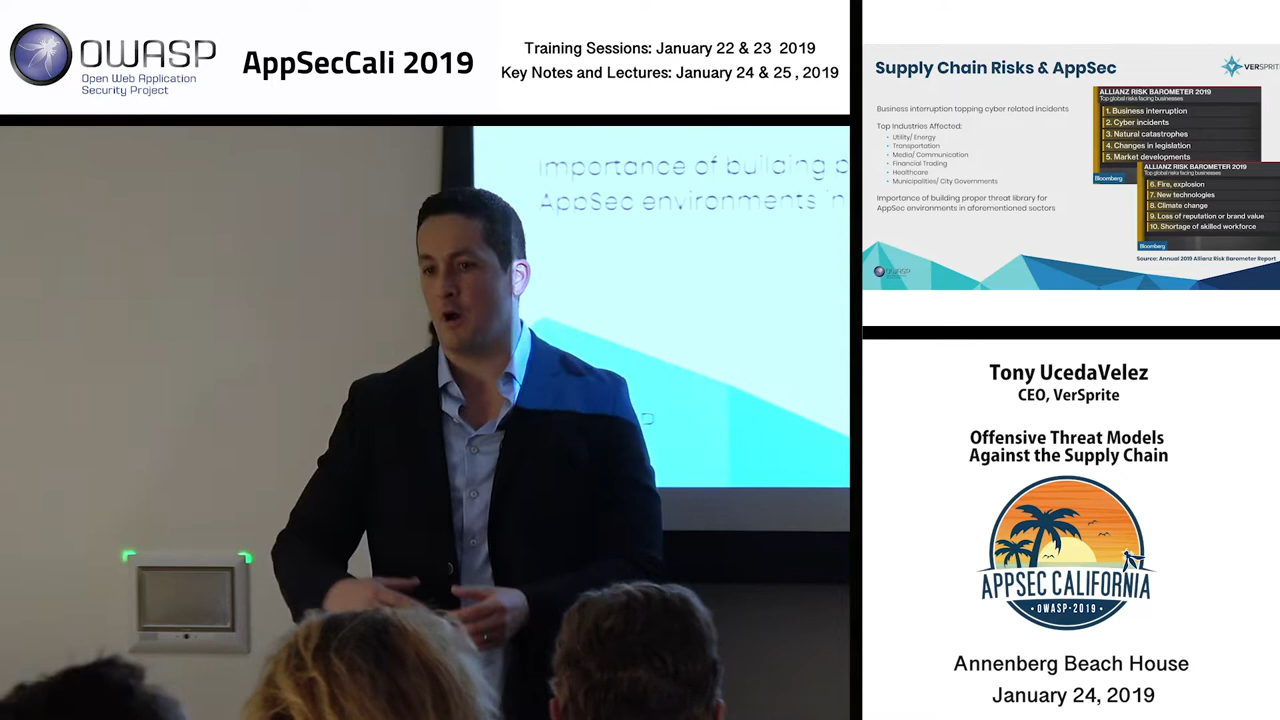 OWASP
Open Web Application
Security Project
AppSecCali 2019
Training Sessions: January 22 & 23 2019
Key Notes and Lectures: January 24 & 25, 2019
Importance of building
AppSec environments in
Supply Chain Risks & AppSec
VERSPRITE
Business interruption topping cyber related incidents
Top Industries Affected:
• Utility/ Energy
• Transportation
• Media/ Communication
• Financial Trading
• Healthcare
• Municipalities/ City Governments
Importance of building proper threat library for
AppSec environments in aforementioned sectors
ALLIANZ RISK BAROMETER 2019
Top global risks facing businesses
1. Business interruption
2. Cyber incidents
3. Natural catastrophes
4. Changes in legislation
5. Market developments
Bloomberg
ALLIANZ RISK BAROMETER 2019
Top global risks facing businesses
6. Fire, explosion
7. New technologies
8. Climate change
9. Loss of reputation or brand value
10. Shortage of skilled workforce
Bloomberg
Source: Annual 2019 Allianz Risk Barometer Report
OWASP
Tony UcedaVelez
CEO, VerSprite
Offensive Threat Models
Against the Supply Chain
APPSEC CALIFORNIA
• OWASP-2019 •
Annenberg Beach House
January 24, 2019